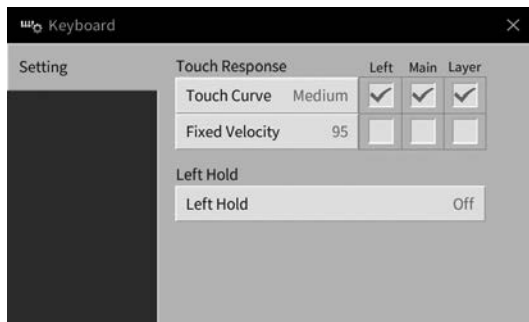 Keyboard
Setting
Touch Response Left Main Layer
Touch Curve Medium
Fixed Velocity 95
Left Hold
Left Hold Off